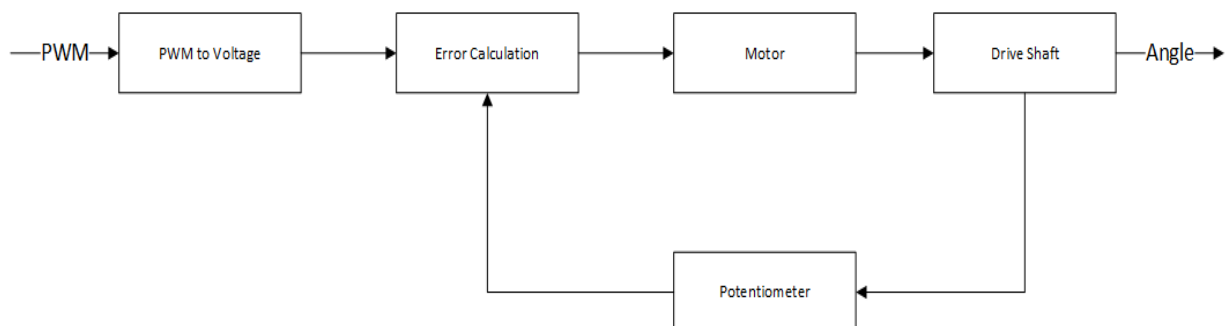 PWM
PWM to Voltage
Error Calculation
Motor
Drive Shaft
Angle
Potentiometer